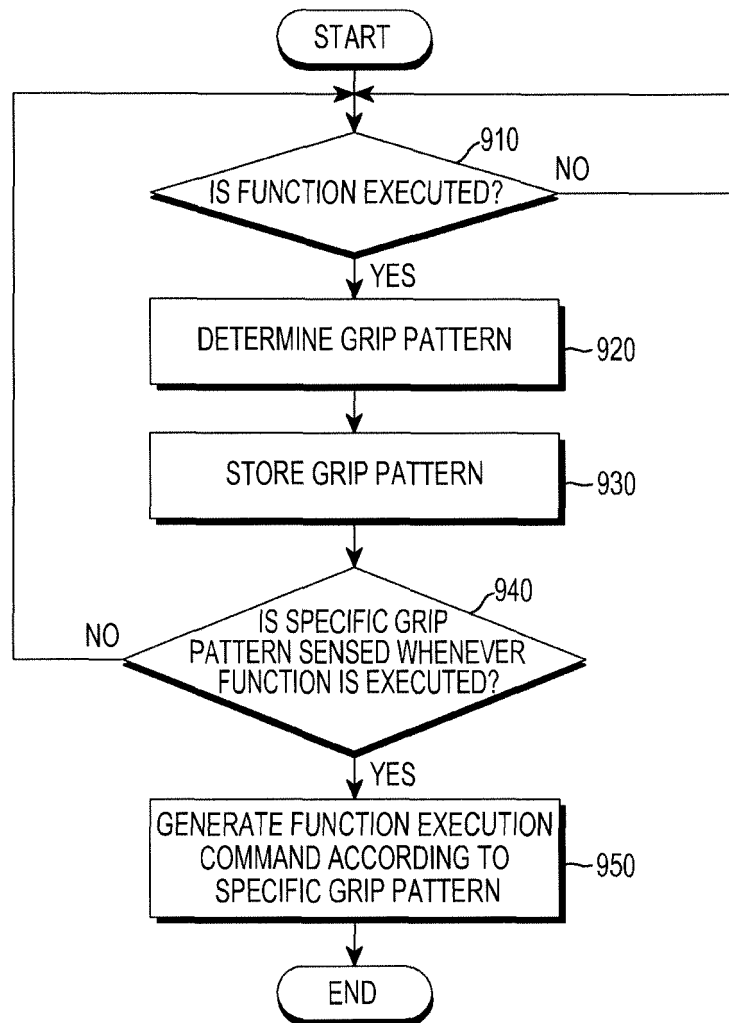 START
910
IS FUNCTION EXECUTED?
NO
YES
DETERMINE GRIP PATTERN
920
STORE GRIP PATTERN
930
940
IS SPECIFIC GRIP
PATTERN SENSED WHENEVER
FUNCTION IS EXECUTED?
NO
YES
GENERATE FUNCTION EXECUTION
COMMAND ACCORDING TO
SPECIFIC GRIP PATTERN
950
END